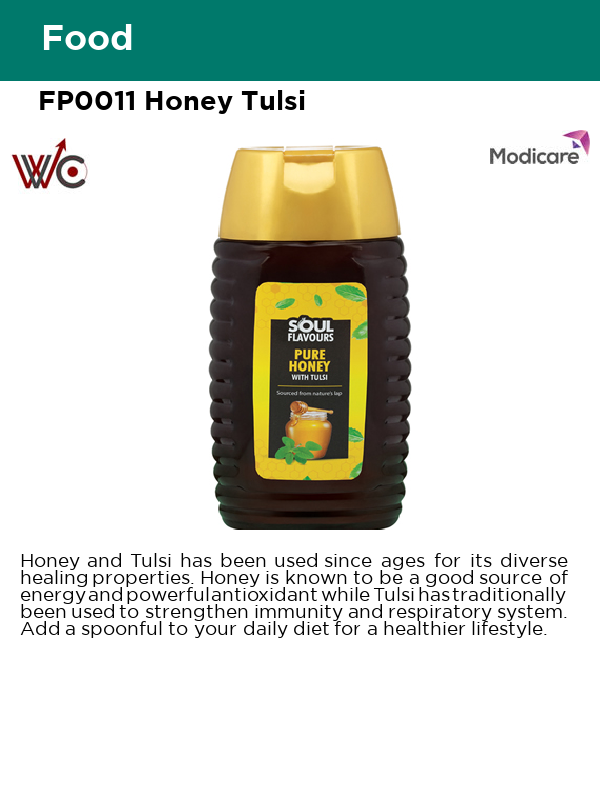 Food
FP0011 Honey Tulsi
WC
Modicare
SOUL
FLAVOURS
PURE
HONEY
WITH TULSI
Sourced from nature's lap
Honey and Tulsi has been used since ages for its diverse
healing properties. Honey is known to be a good source of
energy and powerful antioxidant while Tulsi has traditionally
been used to strengthen immunity and respiratory system.
Add a spoonful to your daily diet for a healthier lifestyle.